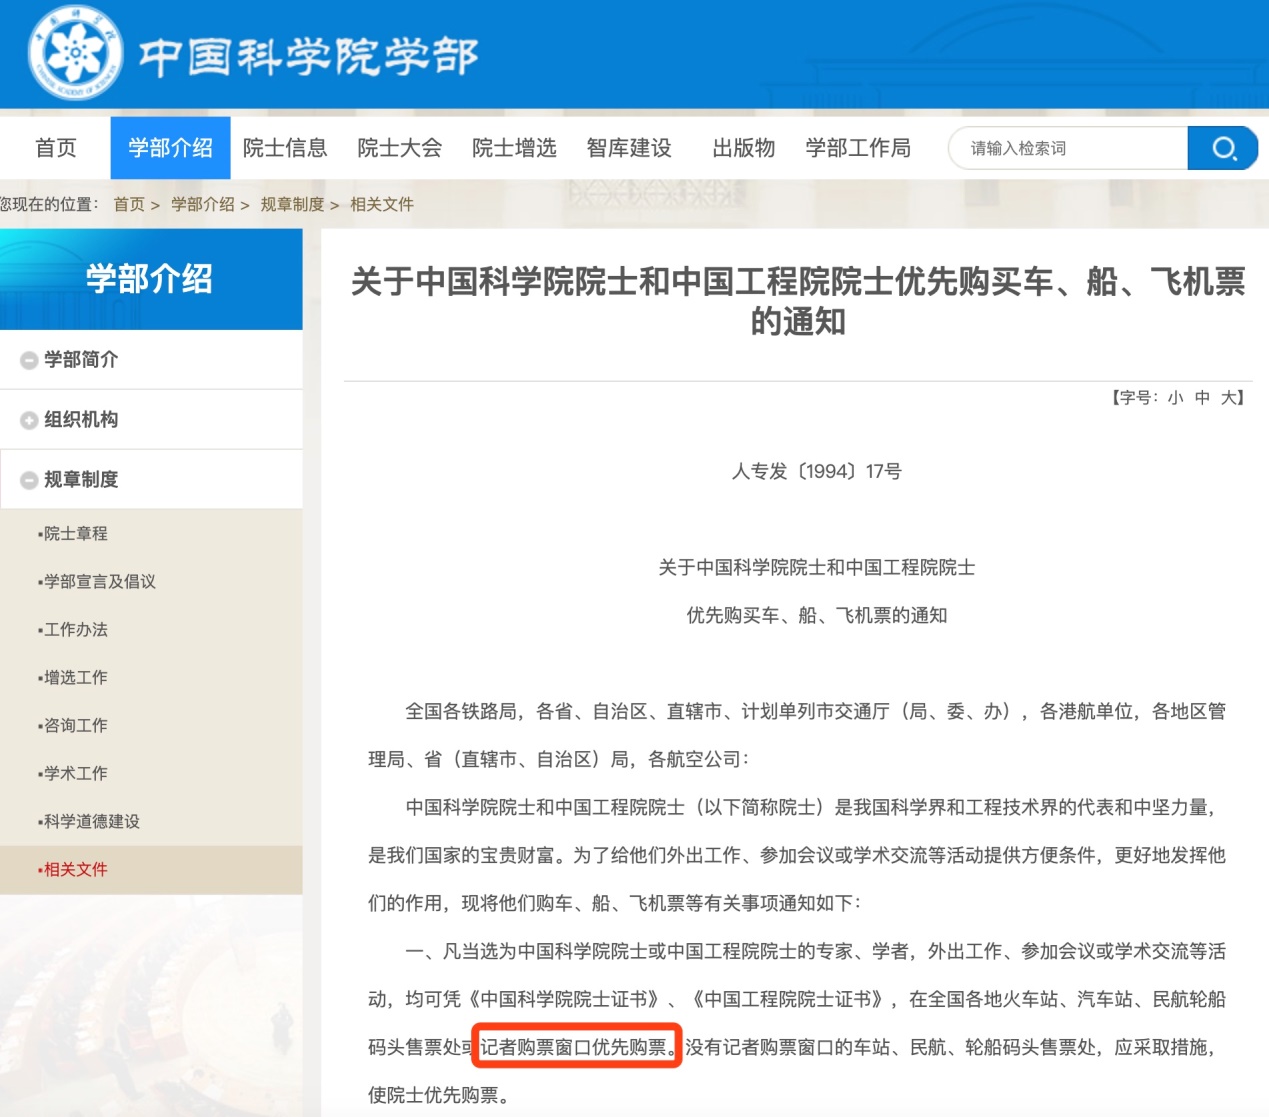 中国科学院学部
首页 学部介绍 院士信息 院士大会 院士增选 智库建设 出版物 学部工作局 请输入检索词
您现在的位置： 首页 > 学部介绍 > 规章制度 > 相关文件
学部介绍
学部简介
组织机构
规章制度
▪院士章程
▪学部宣言及倡议
▪工作办法
▪增选工作
▪咨询工作
▪学术工作
▪科学道德建设
▪相关文件
关于中国科学院院士和中国工程院院士优先购买车、船、飞机票
的通知
【字号：小 中 大】
人专发〔1994〕17号
关于中国科学院院士和中国工程院院士
优先购买车、船、飞机票的通知
全国各铁路局，各省、自治区、直辖市、计划单列市交通厅（局、委、办），各港航单位，各地区管
理局、省（直辖市、自治区）局，各航空公司：
中国科学院院士和中国工程院院士（以下简称院士）是我国科学界和工程技术界的代表和中坚力量，
是我们国家的宝贵财富。为了给他们外出工作、参加会议或学术交流等活动提供方便条件，更好地发挥他
们的作用，现将他们购车、船、飞机票等有关事项通知如下：
一、凡当选为中国科学院院士或中国工程院院士的专家、学者，外出工作、参加会议或学术交流等活
动，均可凭《中国科学院院士证书》、《中国工程院院士证书》，在全国各地火车站、汽车站、民航轮船
码头售票处或记者购票窗口优先购票。没有记者购票窗口的车站、民航、轮船码头售票处，应采取措施，
使院士优先购票。